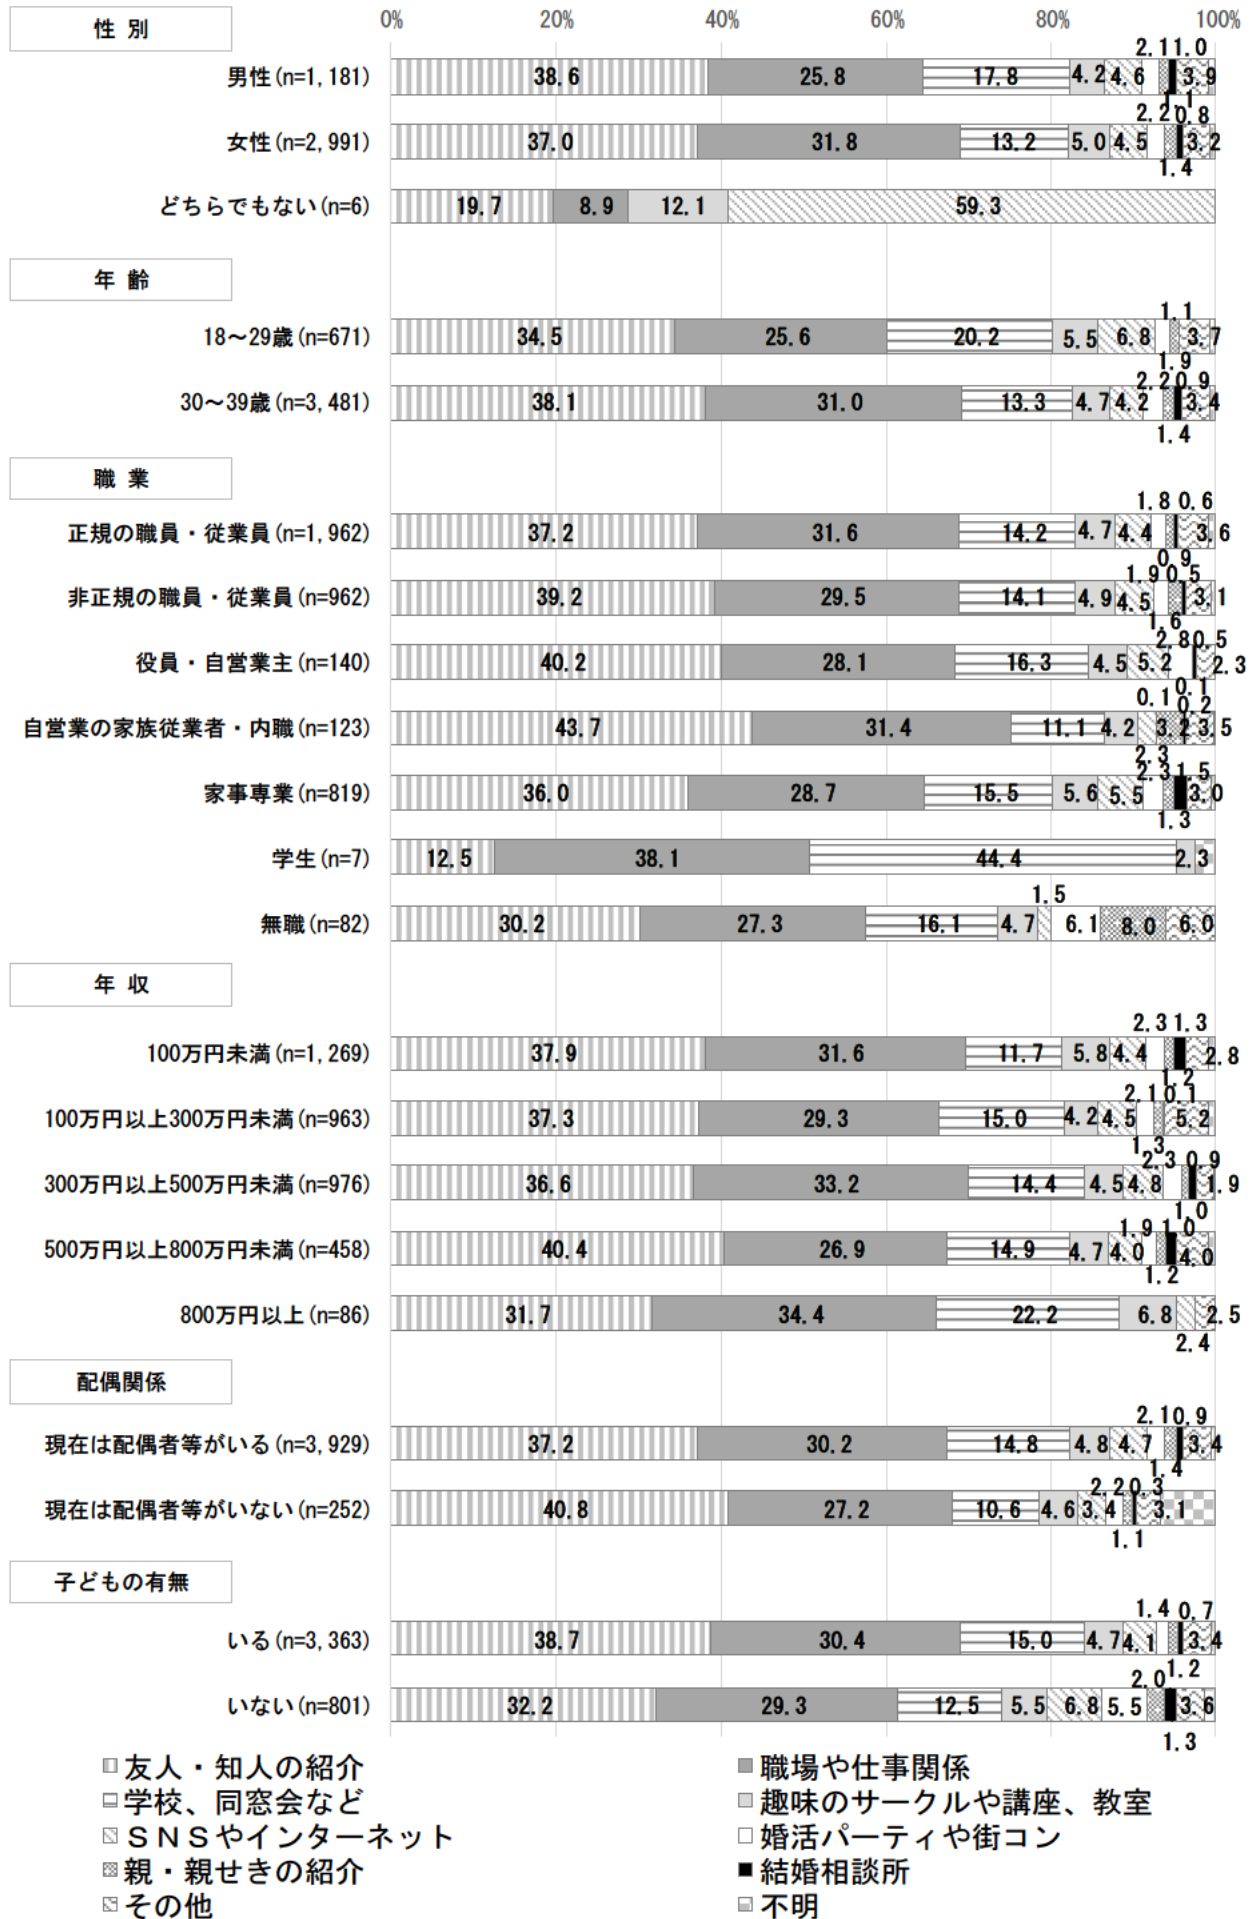 0% 20% 40% 60% 80% 100%
性 別
2.1 1.0
男性(n=1,181) 38.6 25.8 17.8 4.2 4.6 3.9
1.1
2.2 0.8
女性(n=2,991) 37.0 31.8 13.2 5.0 4.5 3.2
1.4
どちらでもない(n=6) 19.7 8.9 12.1 59.3
年 齢
1.1
18～29歳(n=671) 34.5 25.6 20.2 5.5 6.8 3.7
1.9
2.2 0.9
30～39歳(n=3,481) 38.1 31.0 13.3 4.7 4.2 3.4
1.4
職 業
1.8 0.6
正規の職員・従業員(n=1,962) 37.2 31.6 14.2 4.7 4.4 3.6
0.9
1.9 0.5
非正規の職員・従業員(n=962) 39.2 29.5 14.1 4.9 4.5 3.1
1.6
2.8 0.5
役員・自営業主(n=140) 40.2 28.1 16.3 4.5 5.2 2.3
0.1
0.1 0.2
自営業の家族従業者・内職(n=123) 43.7 31.4 11.1 4.2 3.2 3.5
2.3
2.3 1.5
家事専業(n=819) 36.0 28.7 15.5 5.6 5.5 3.0
1.3
学生(n=7) 12.5 38.1 44.4 2.3
1.5
無職(n=82) 30.2 27.3 16.1 4.7 6.1 8.0 6.0
年 収
2.3 1.3
100万円未満(n=1,269) 37.9 31.6 11.7 5.8 4.4 2.8
1.2
2.1 0.1
100万円以上300万円未満(n=963) 37.3 29.3 15.0 4.2 4.5 5.2
1.3
2.3 0.9
300万円以上500万円未満(n=976) 36.6 33.2 14.4 4.5 4.8 1.9
1.0
1.9 1.0
500万円以上800万円未満(n=458) 40.4 26.9 14.9 4.7 4.0 4.0
1.2
800万円以上(n=86) 31.7 34.4 22.2 6.8 2.5
2.4
配偶関係
2.1 0.9
現在は配偶者等がいる(n=3,929) 37.2 30.2 14.8 4.8 4.7 3.4
1.4
2.2 0.3
現在は配偶者等がいない(n=252) 40.8 27.2 10.6 4.6 3.4 3.1
1.1
子どもの有無
1.4 0.7
いる(n=3,363) 38.7 30.4 15.0 4.7 4.1 3.4
1.2
2.0
いない(n=801) 32.2 29.3 12.5 5.5 6.8 5.5 3.6
1.3
友人・知人の紹介 職場や仕事関係
学校、同窓会など 趣味のサークルや講座、教室
ＳＮＳやインターネット 婚活パーティや街コン
親・親せきの紹介 結婚相談所
その他 不明